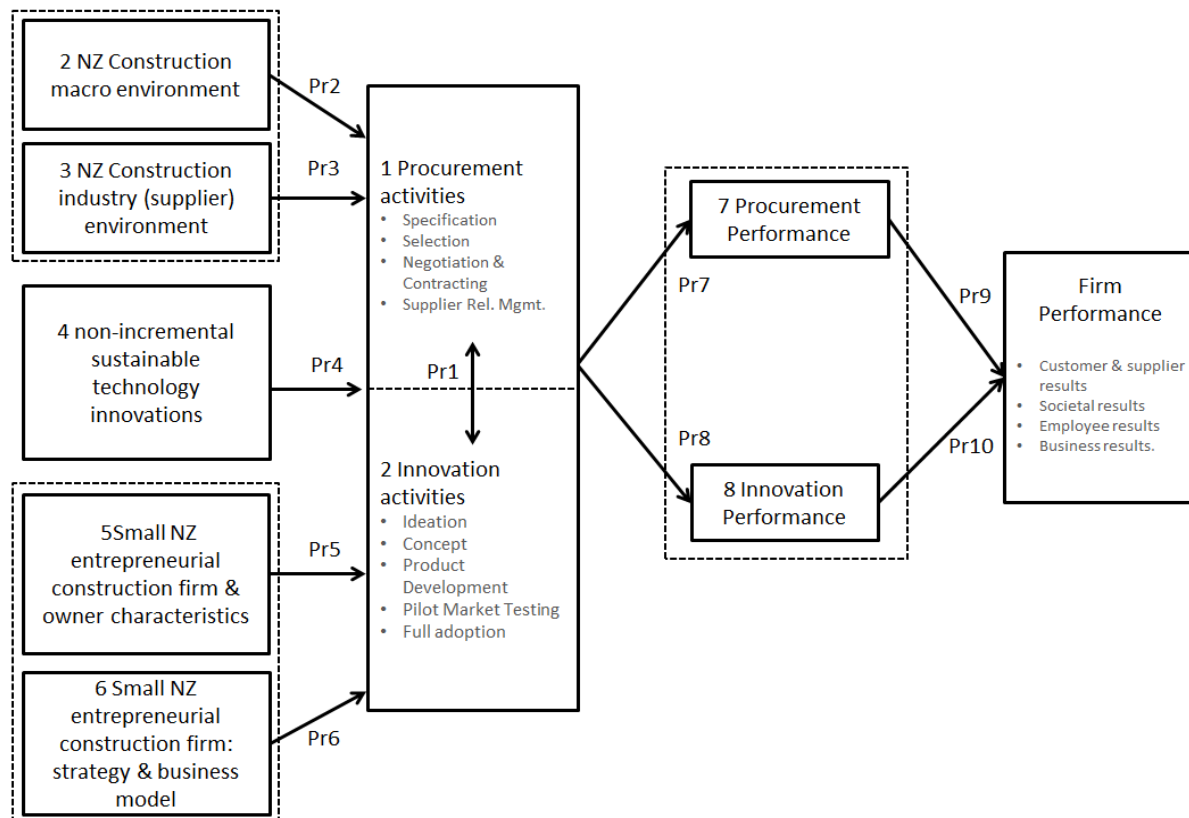 2 NZ Construction
macro environment
Pr2
3 NZ Construction
industry (supplier)
environment
Pr3
4 non-incremental
sustainable
technology
innovations
Pr4
5Small NZ
entrepreneurial
construction firm &
owner characteristics
Pr5
6 Small NZ
entrepreneurial
construction firm:
strategy & business
model
Pr6
1 Procurement
activities
• Specification
• Selection
• Negotiation &
Contracting
• Supplier Rel. Mgmt.
Pr1
2 Innovation
activities
• Ideation
• Concept
• Product
Development
• Pilot Market Testing
• Full adoption
Pr7
Pr8
7 Procurement
Performance
8 Innovation
Performance
Pr9
Pr10
Firm
Performance
• Customer & supplier
results
• Societal results
• Employee results
• Business results.